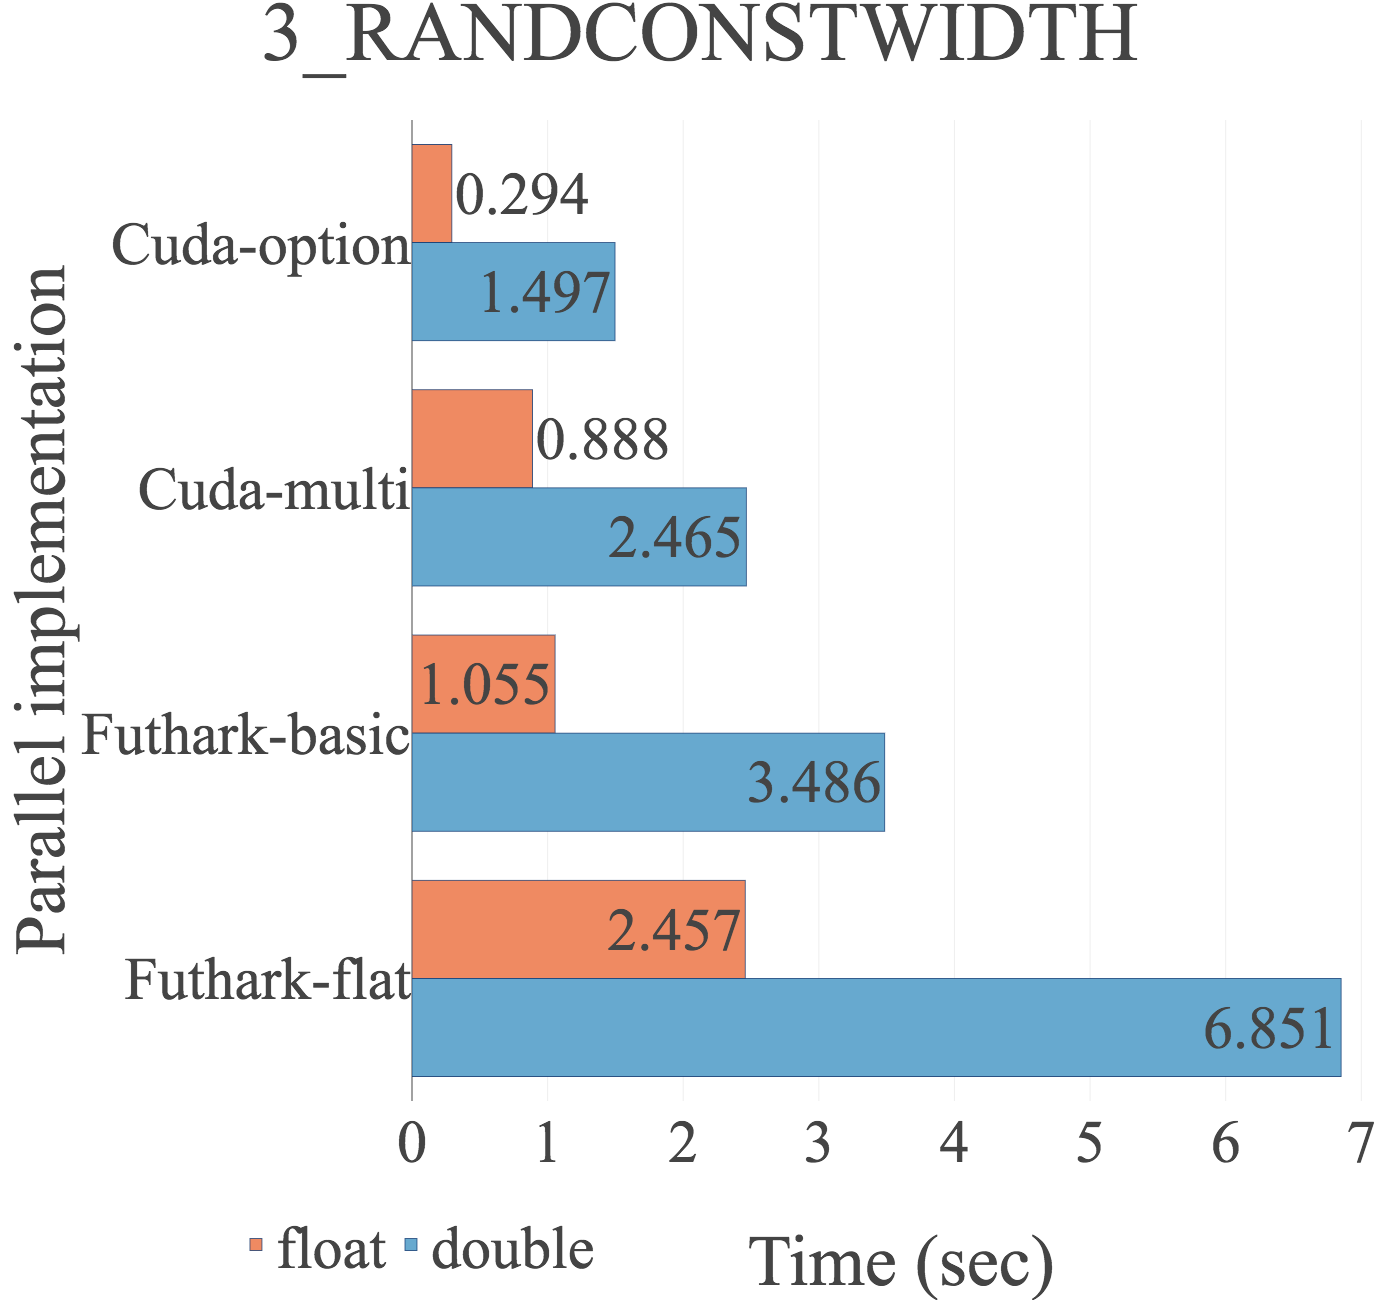 3_RANDCONSTWIDTH
Parallel implementation
Cuda-option
0.294
1.497
Cuda-multi
0.888
2.465
Futhark-basic
1.055
3.486
Futhark-flat
2.457
6.851
0 1 2 3 4 5 6 7
float double
Time (sec)